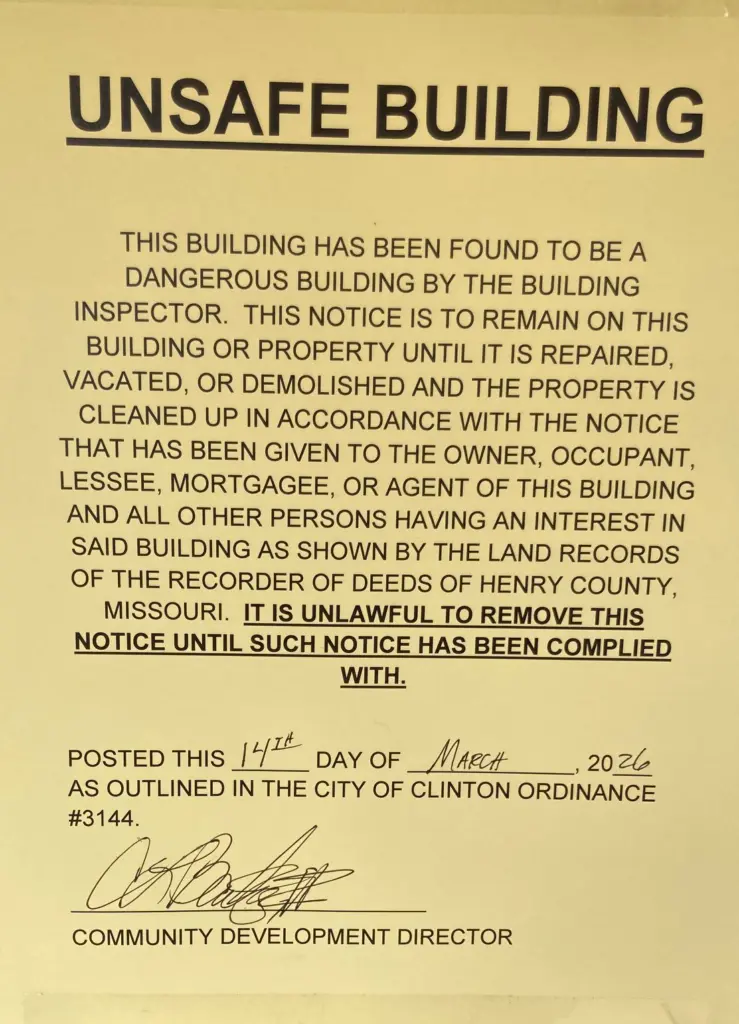 UNSAFE BUILDING
THIS BUILDING HAS BEEN FOUND TO BE A
DANGEROUS BUILDING BY THE BUILDING
INSPECTOR. THIS NOTICE IS TO REMAIN ON THIS
BUILDING OR PROPERTY UNTIL IT IS REPAIRED,
VACATED, OR DEMOLISHED AND THE PROPERTY IS
CLEANED UP IN ACCORDANCE WITH THE NOTICE
THAT HAS BEEN GIVEN TO THE OWNER, OCCUPANT,
LESSEE, MORTGAGEE, OR AGENT OF THIS BUILDING
AND ALL OTHER PERSONS HAVING AN INTEREST IN
SAID BUILDING AS SHOWN BY THE LAND RECORDS
OF THE RECORDER OF DEEDS OF HENRY COUNTY,
MISSOURI. IT IS UNLAWFUL TO REMOVE THIS
NOTICE UNTIL SUCH NOTICE HAS BEEN COMPLIED
WITH.
POSTED THIS 14TH DAY OF MARCH, 2026
AS OUTLINED IN THE CITY OF CLINTON ORDINANCE
#3144.
COMMUNITY DEVELOPMENT DIRECTOR